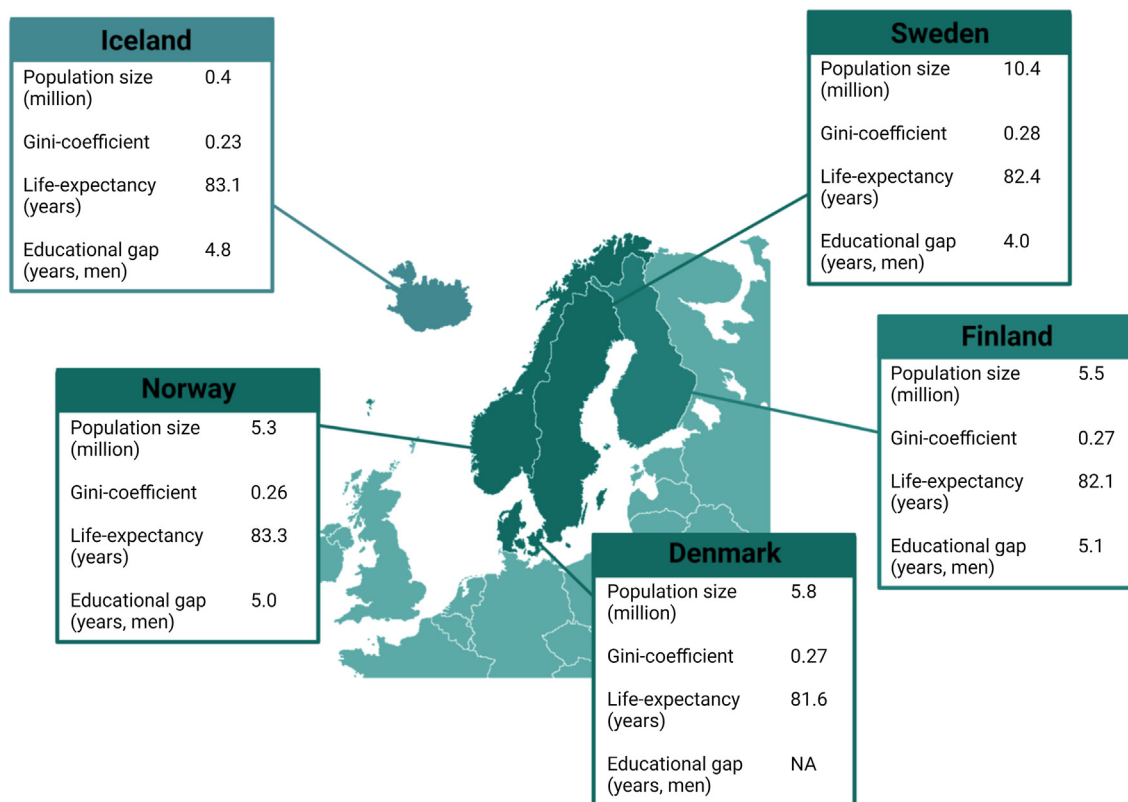 Iceland
Population size 0.4
(million)
Gini-coefficient 0.23
Life-expectancy 83.1
(years)
Educational gap 4.8
(years, men)
Sweden
Population size 10.4
(million)
Gini-coefficient 0.28
Life-expectancy 82.4
(years)
Educational gap 4.0
(years, men)
Norway
Population size 5.3
(million)
Gini-coefficient 0.26
Life-expectancy 83.3
(years)
Educational gap 5.0
(years, men)
Finland
Population size 5.5
(million)
Gini-coefficient 0.27
Life-expectancy 82.1
(years)
Educational gap 5.1
(years, men)
Denmark
Population size 5.8
(million)
Gini-coefficient 0.27
Life-expectancy 81.6
(years)
Educational gap NA
(years, men)